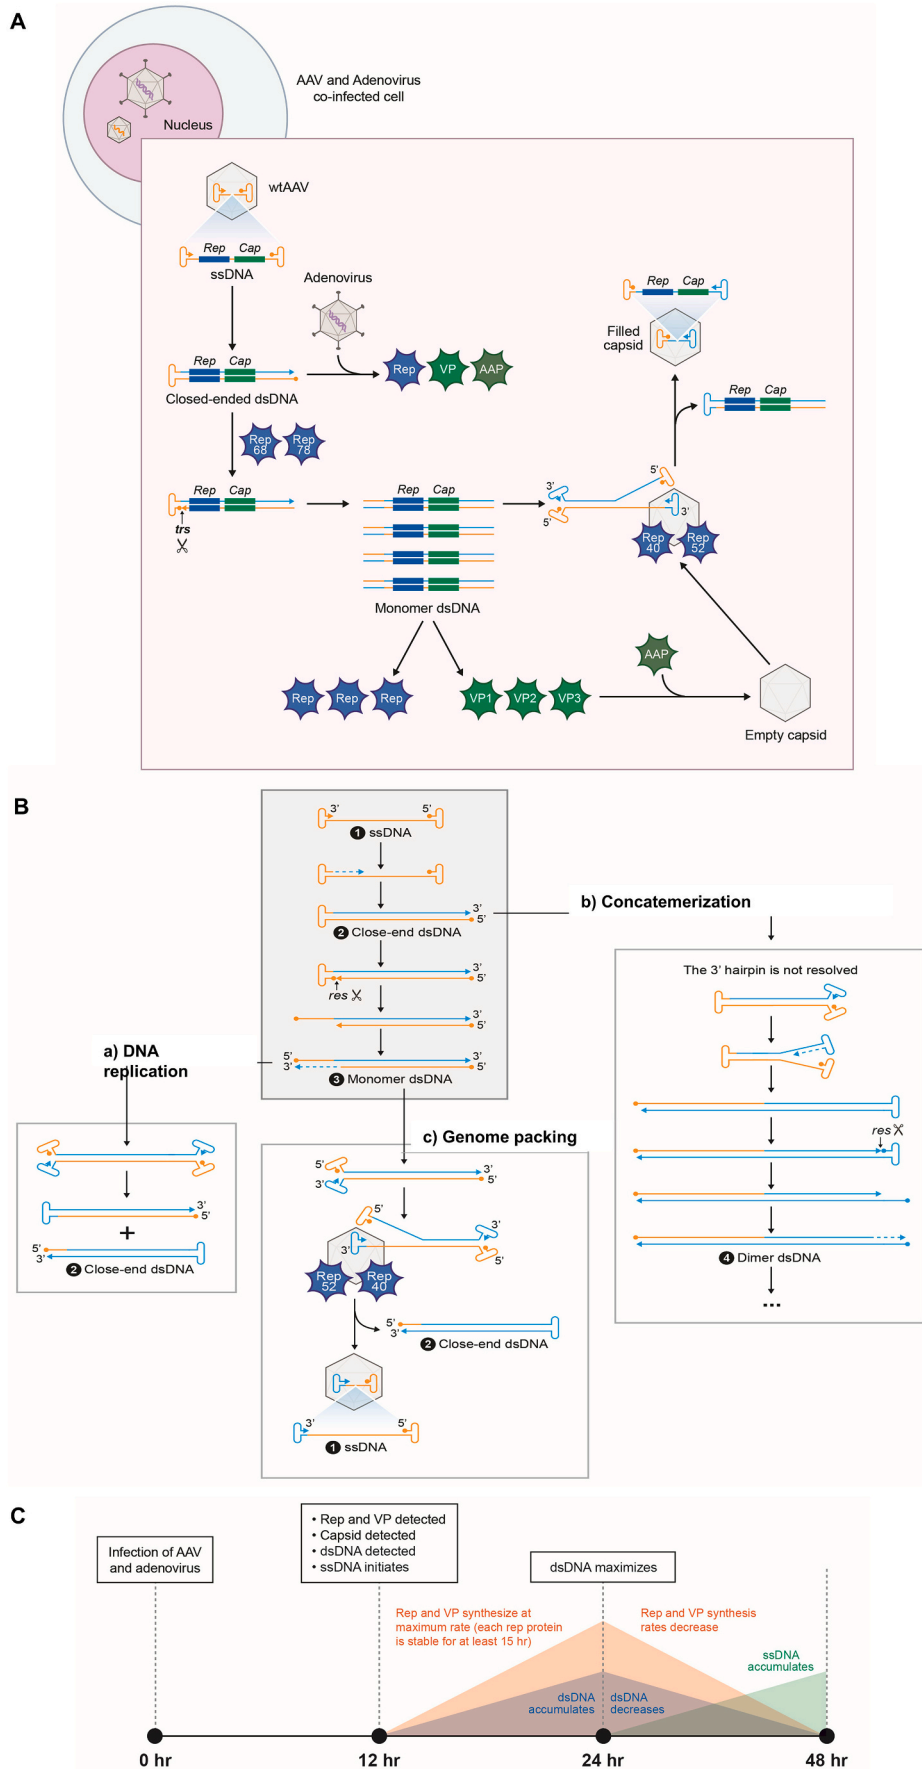 A
AAV and Adenovirus
co-infected cell
Nucleus
wtAAV
Rep Cap
ssDNA
Adenovirus
Rep Cap
Closed-ended dsDNA
Rep VP AAP
Rep
68
Rep
78
Rep Cap
trs
Rep Cap
Monomer dsDNA
Rep Cap
Filled
capsid
Rep Cap
3'
5'
5'
3'
Rep
40
Rep
52
Rep Rep Rep
VP1 VP2 VP3
AAP
Empty capsid
B
3' 5'
1 ssDNA
3'
5'
2 Close-end dsDNA
3'
5'
res
3'
5'
5' 3'
3' 5'
3 Monomer dsDNA
a) DNA
replication
3'
5'
+
5'
3'
2 Close-end dsDNA
b) Concatemerization
The 3' hairpin is not resolved
res
4 Dimer dsDNA
...
c) Genome packing
5' 3'
3' 5'
5'
3'
3'
5'
Rep
52
Rep
40
5'
3'
2 Close-end dsDNA
3' 5'
1 ssDNA
C
Infection of AAV
and adenovirus
• Rep and VP detected
• Capsid detected
• dsDNA detected
• ssDNA initiates
dsDNA maximizes
Rep and VP synthesize at
maximum rate (each rep protein
is stable for at least 15 hr)
Rep and VP synthesis
rates decrease
ssDNA
accumulates
dsDNA
accumulates
dsDNA
decreases
0 hr 12 hr 24 hr 48 hr